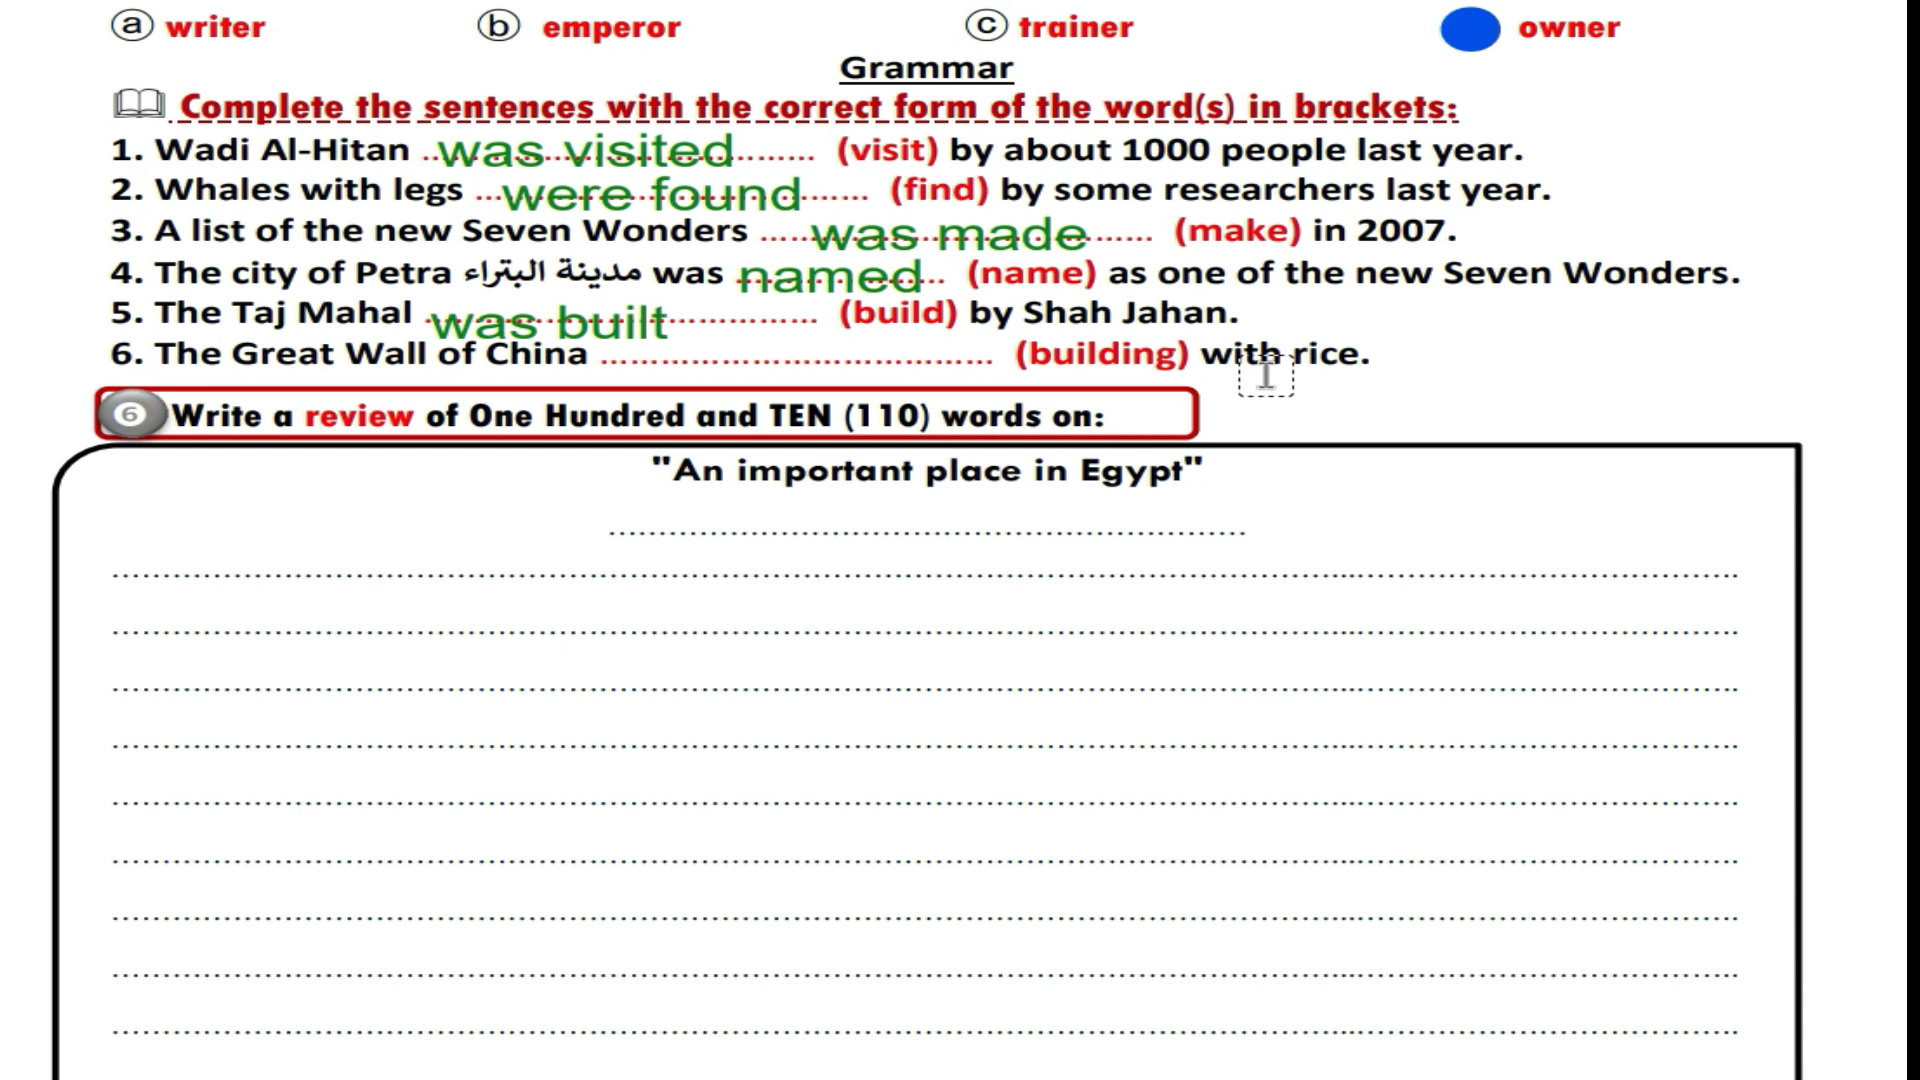 ⓐ writer ⓑ emperor ⓒ trainer owner
Grammar
Complete the sentences with the correct form of the word(s) in brackets:
1. Wadi Al-Hitan was visited (visit) by about 1000 people last year.
2. Whales with legs were found (find) by some researchers last year.
3. A list of the new Seven Wonders was made (make) in 2007.
4. The city of Petra مدينة البتراء was named (name) as one of the new Seven Wonders.
5. The Taj Mahal was built (build) by Shah Jahan.
6. The Great Wall of China ........................................ (building) with rice.
6 Write a review of One Hundred and TEN (110) words on:
"An important place in Egypt"